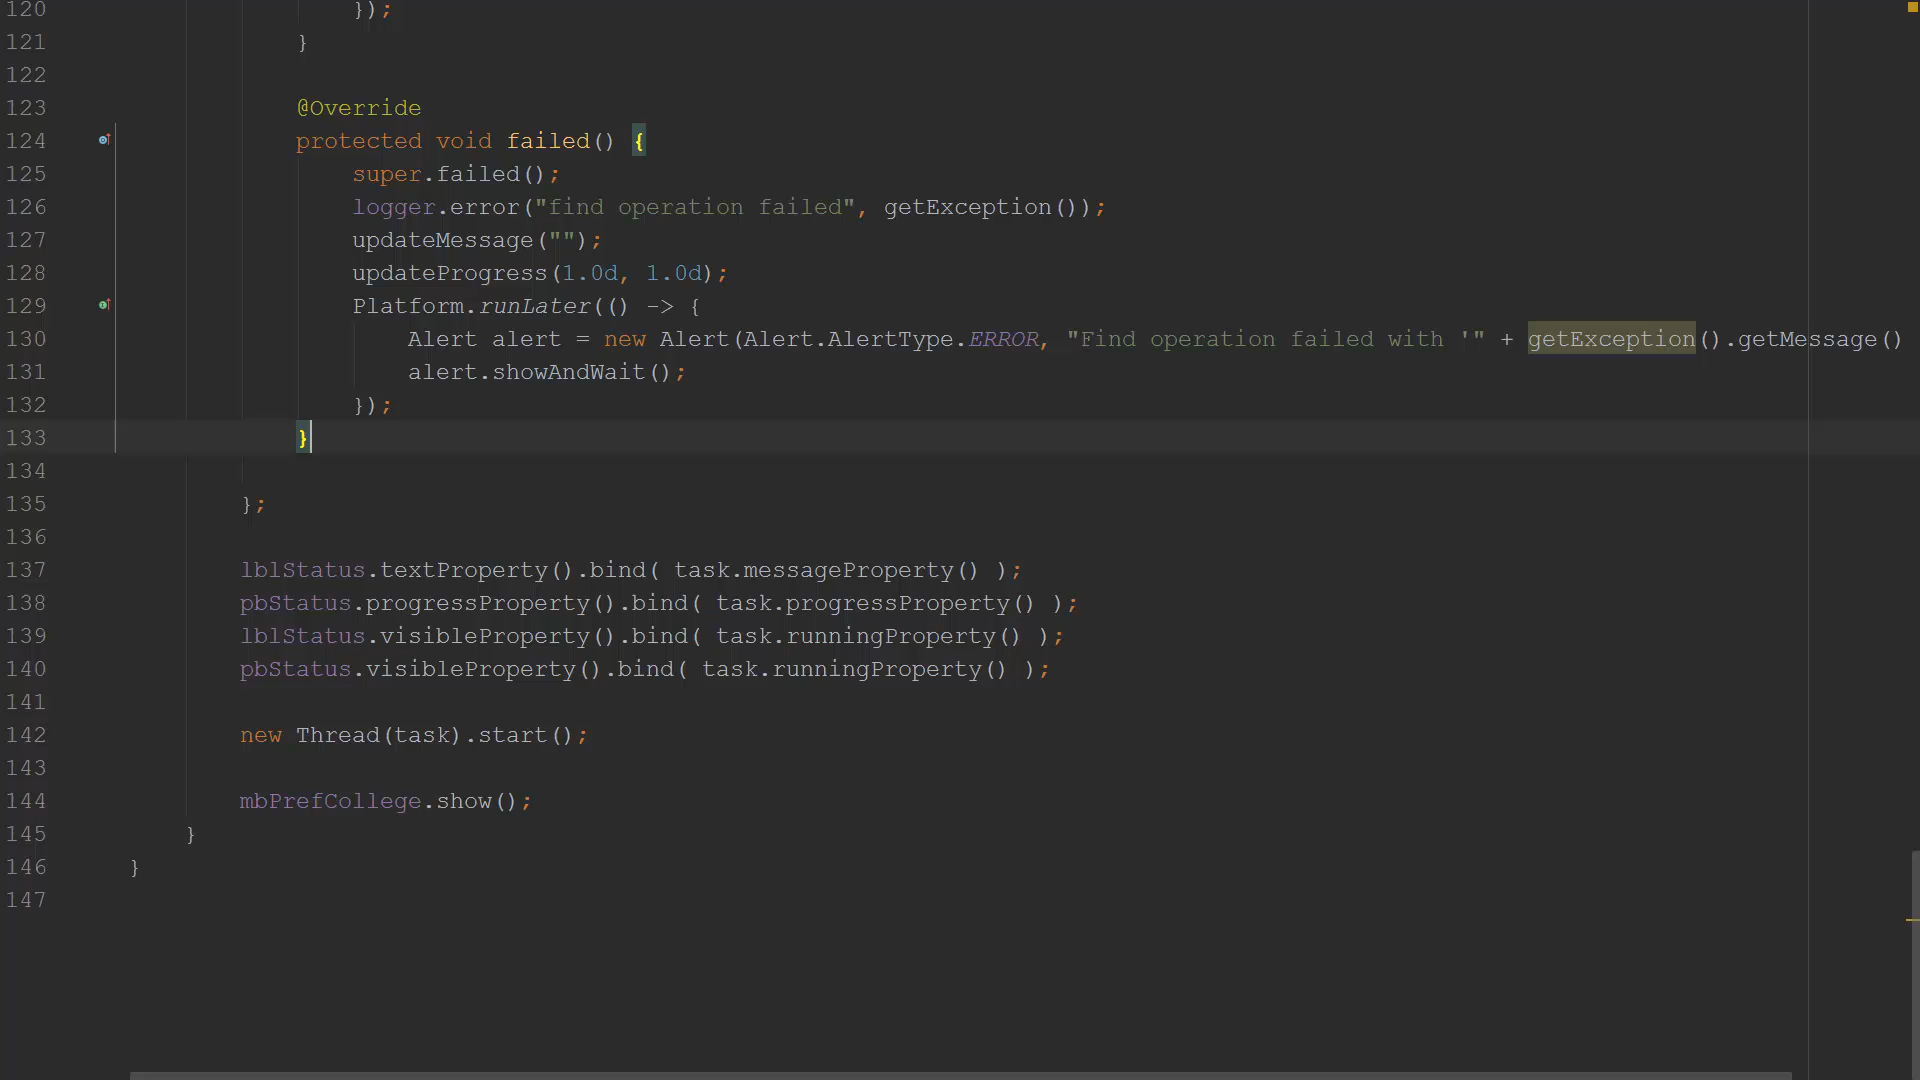 120                 });
121             }
122
123             @Override
124             protected void failed() {
125                 super.failed();
126                 logger.error("find operation failed", getException());
127                 updateMessage("");
128                 updateProgress(1.0d, 1.0d);
129                 Platform.runLater(() -> {
130                     Alert alert = new Alert(Alert.AlertType.ERROR, "Find operation failed with '" + getException().getMessage()
131                     alert.showAndWait();
132                 });
133             }
134
135         };
136
137         lblStatus.textProperty().bind( task.messageProperty() );
138         pbStatus.progressProperty().bind( task.progressProperty() );
139         lblStatus.visibleProperty().bind( task.runningProperty() );
140         pbStatus.visibleProperty().bind( task.runningProperty() );
141
142         new Thread(task).start();
143
144         mbPrefCollege.show();
145     }
146 }
147